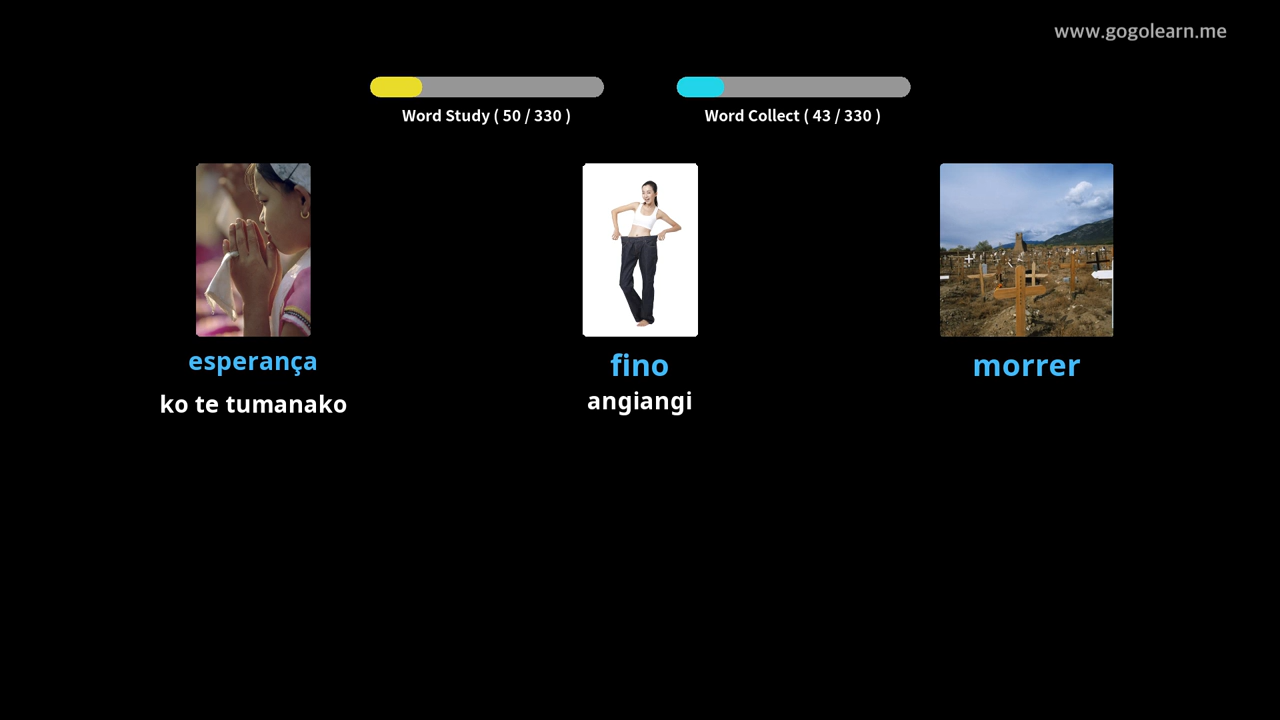 www.gogolearn.me
Word Study ( 50 / 330 )
Word Collect ( 43 / 330 )
esperança
ko te tumanako
fino
angiangi
morrer